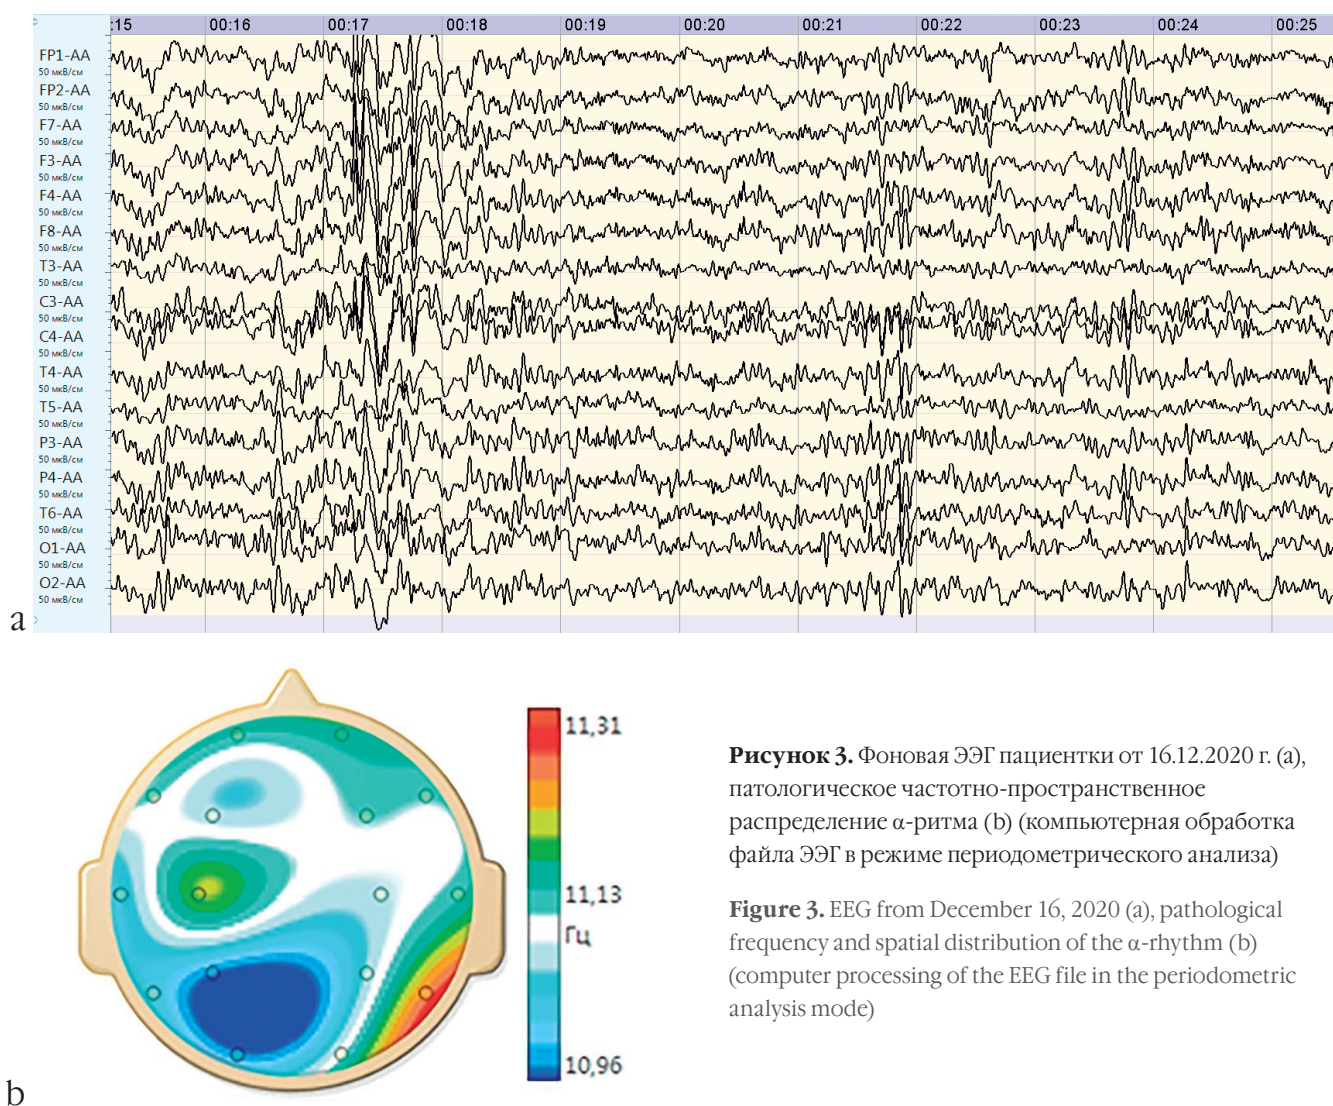 :15 00:16 00:17 00:18 00:19 00:20 00:21 00:22 00:23 00:24 00:25
FP1-AA
50 мкВ/см
FP2-AA
50 мкВ/см
F7-AA
50 мкВ/см
F3-AA
50 мкВ/см
F4-AA
50 мкВ/см
F8-AA
50 мкВ/см
T3-AA
50 мкВ/см
C3-AA
50 мкВ/см
C4-AA
50 мкВ/см
T4-AA
50 мкВ/см
T5-AA
50 мкВ/см
P3-AA
50 мкВ/см
P4-AA
50 мкВ/см
T6-AA
50 мкВ/см
O1-AA
50 мкВ/см
O2-AA
50 мкВ/см
a
11,31
11,13
Гц
10,96
b
Рисунок 3. Фоновая ЭЭГ пациентки от 16.12.2020 г. (a),
патологическое частотно-пространственное
распределение α-ритма (b) (компьютерная обработка
файла ЭЭГ в режиме периодометрического анализа)
Figure 3. EEG from December 16, 2020 (a), pathological
frequency and spatial distribution of the α-rhythm (b)
(computer processing of the EEG file in the periodometric
analysis mode)